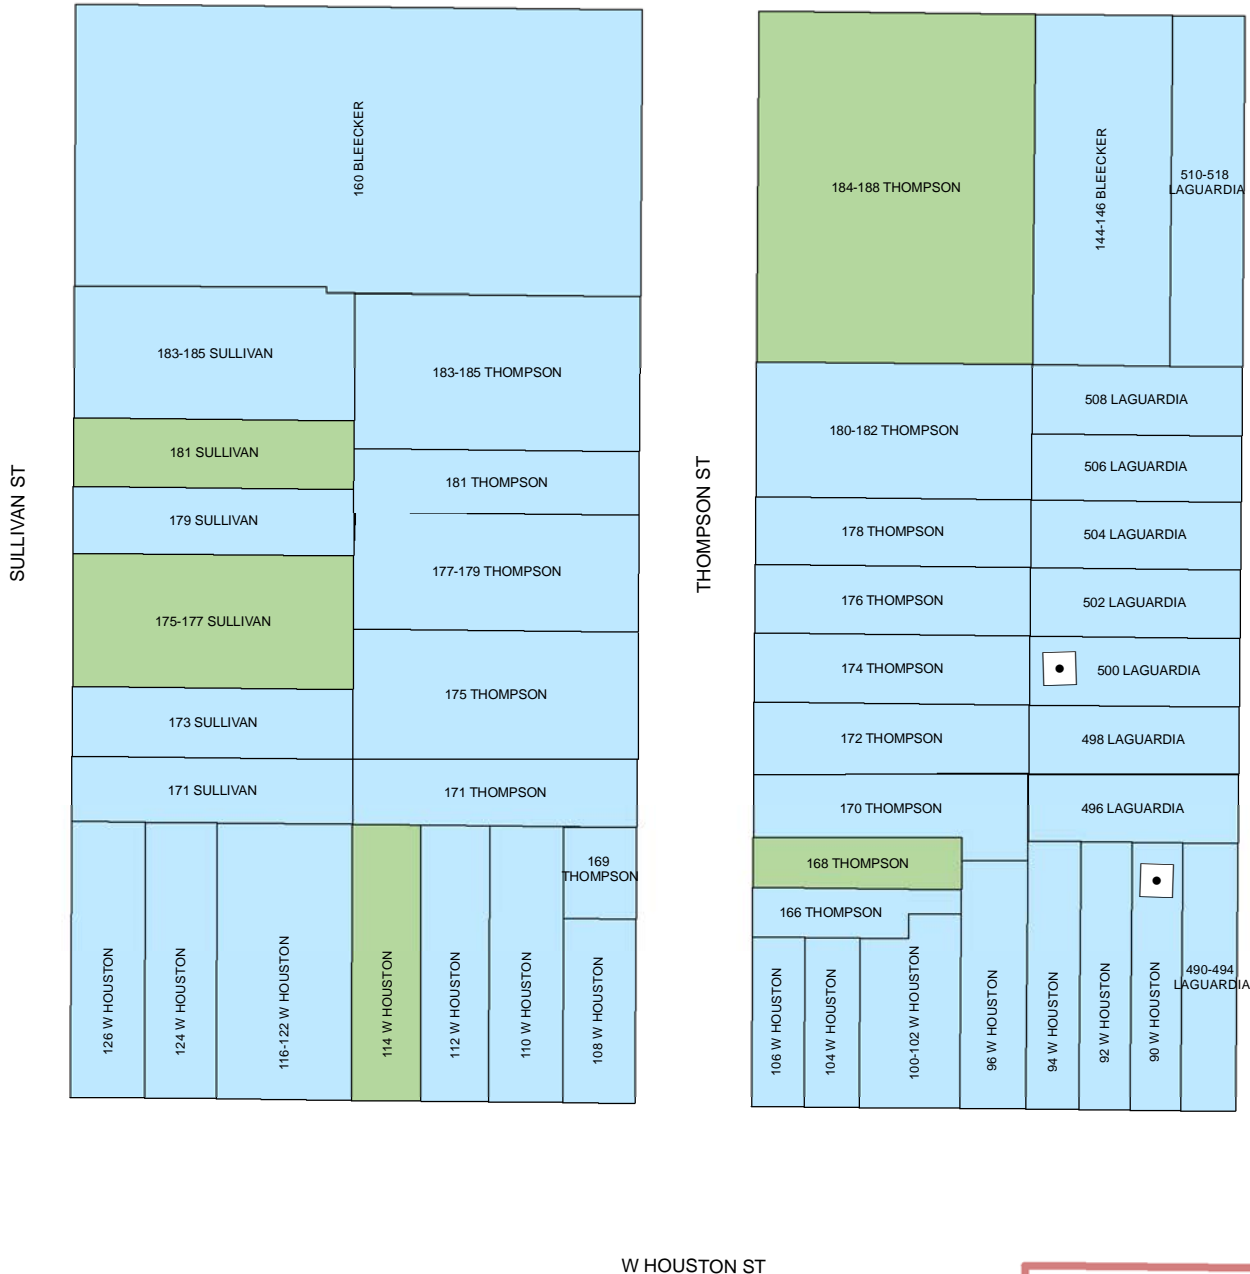 160 BLEECKER
184-188 THOMPSON
144-146 BLEECKER
510-518
LAGUARDIA
183-185 SULLIVAN
183-185 THOMPSON
181 SULLIVAN
181 THOMPSON
179 SULLIVAN
177-179 THOMPSON
175-177 SULLIVAN
175 THOMPSON
173 SULLIVAN
171 SULLIVAN
171 THOMPSON
169
THOMPSON
126 W HOUSTON
124 W HOUSTON
116-122 W HOUSTON
114 W HOUSTON
112 W HOUSTON
110 W HOUSTON
108 W HOUSTON
SULLIVAN ST
THOMPSON ST
180-182 THOMPSON
508 LAGUARDIA
506 LAGUARDIA
178 THOMPSON
504 LAGUARDIA
176 THOMPSON
502 LAGUARDIA
174 THOMPSON
500 LAGUARDIA
172 THOMPSON
498 LAGUARDIA
170 THOMPSON
496 LAGUARDIA
168 THOMPSON
166 THOMPSON
106 W HOUSTON
104 W HOUSTON
100-102 W HOUSTON
96 W HOUSTON
94 W HOUSTON
92 W HOUSTON
90 W HOUSTON
490-494
LAGUARDIA
W HOUSTON ST